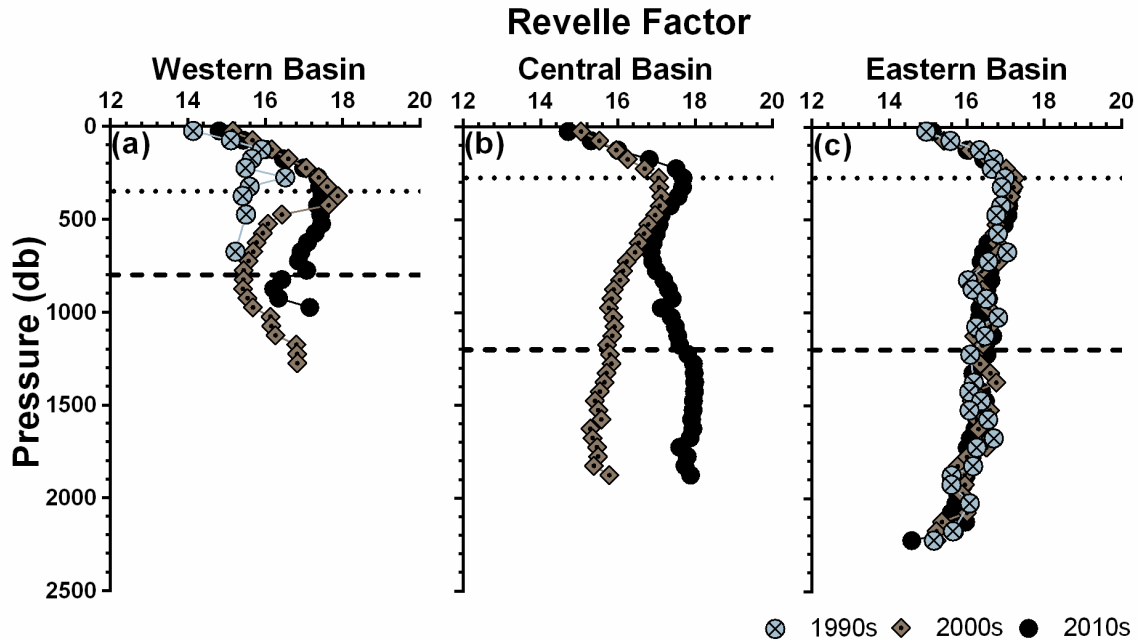 Revelle Factor
Western Basin
Central Basin
Eastern Basin
12 14 16 18 20
12 14 16 18 20
12 14 16 18 20
0
500
1000
1500
2000
2500
Pressure (db)
(a)
(b)
(c)
1990s 2000s 2010s